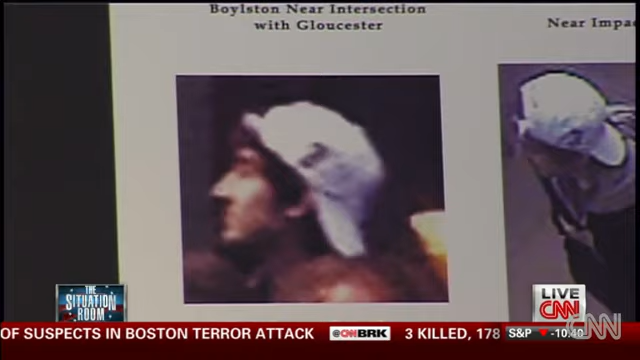 Boylston Near Intersection
with Gloucester
Near Impa
THE
SITUATION
ROOM
LIVE
CNN
CNN
OF SUSPECTS IN BOSTON TERROR ATTACK
@CNNBRK
3 KILLED, 178
S&P
-10.40